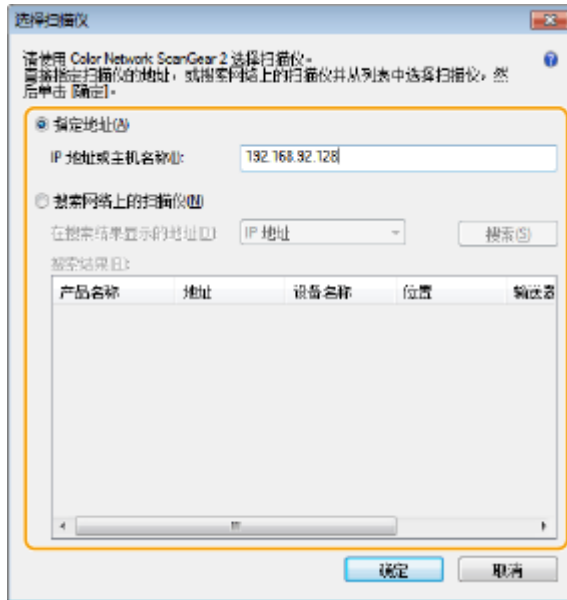 选择扫描仪
请使用 Color Network ScanGear 2 选择扫描仪。
直接指定扫描仪的地址，或搜索网络上的扫描仪并从列表中选择扫描仪，然
后单击 [确定]。
指定地址(A)
IP 地址或主机名称(I): 192.168.92.128
搜索网络上的扫描仪(N)
在搜索结果显示的地址(D): IP 地址 搜索(S)
搜索结果(E):
产品名称 地址 设备名称 位置 输送器
确定 取消